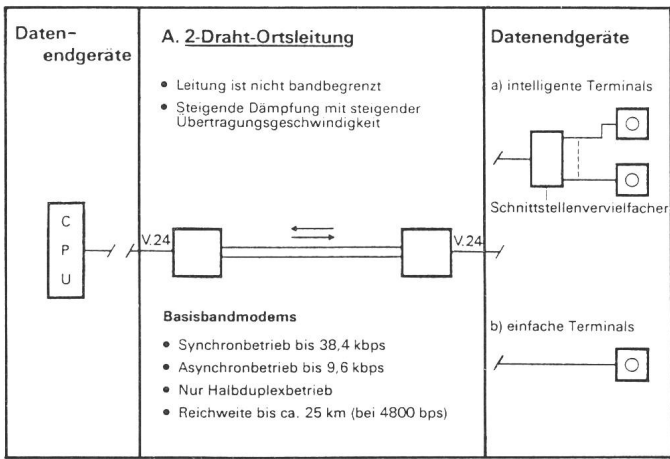 Daten-
endgeräte
C
P
U
A. 2-Draht-Ortsleitung
• Leitung ist nicht bandbegrenzt
• Steigende Dämpfung mit steigender
Übertragungsgeschwindigkeit
V.24
V.24
Basisbandmodems
• Synchronbetrieb bis 38,4 kbps
• Asynchronbetrieb bis 9,6 kbps
• Nur Halbduplexbetrieb
• Reichweite bis ca. 25 km (bei 4800 bps)
Datenendgeräte
a) intelligente Terminals
Schnittstellenvervielfacher
b) einfache Terminals